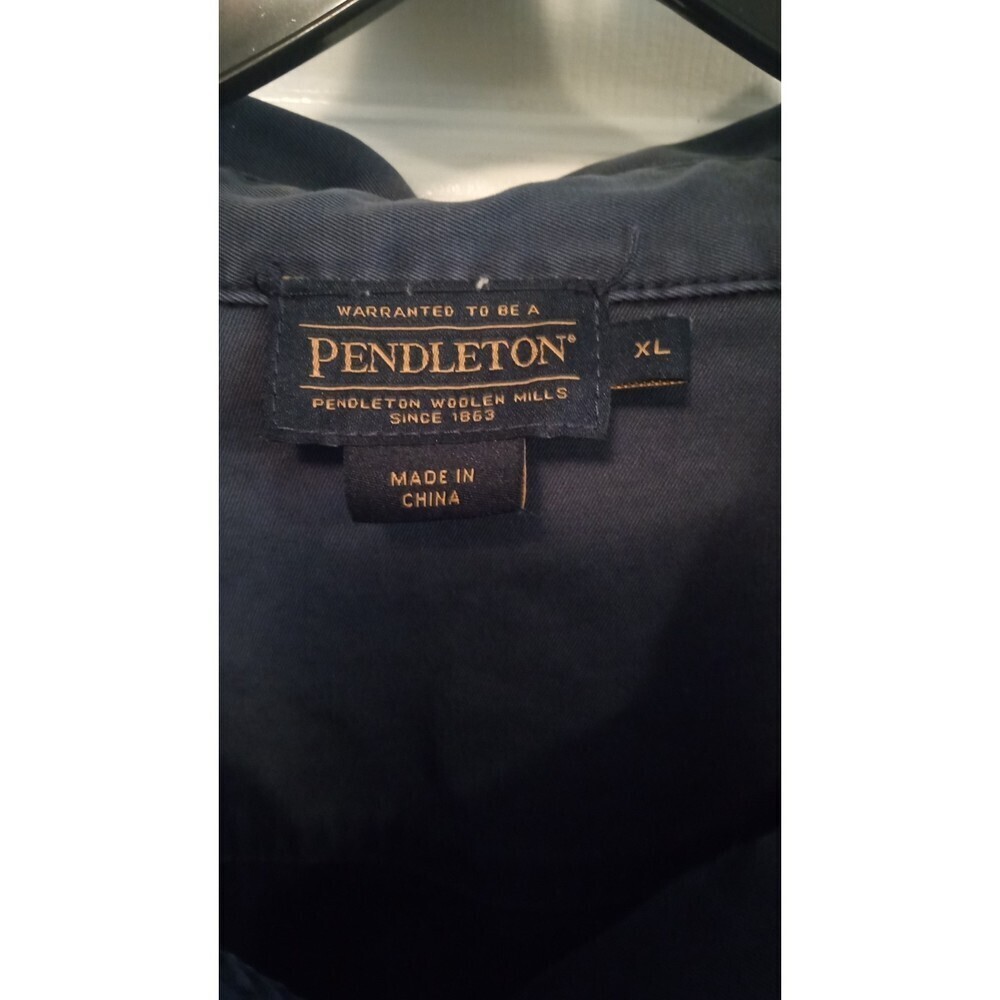 WARRANTED TO BE A
PENDLETON®
XL
PENDLETON WOOLEN MILLS
SINCE 1863
MADE IN
CHINA